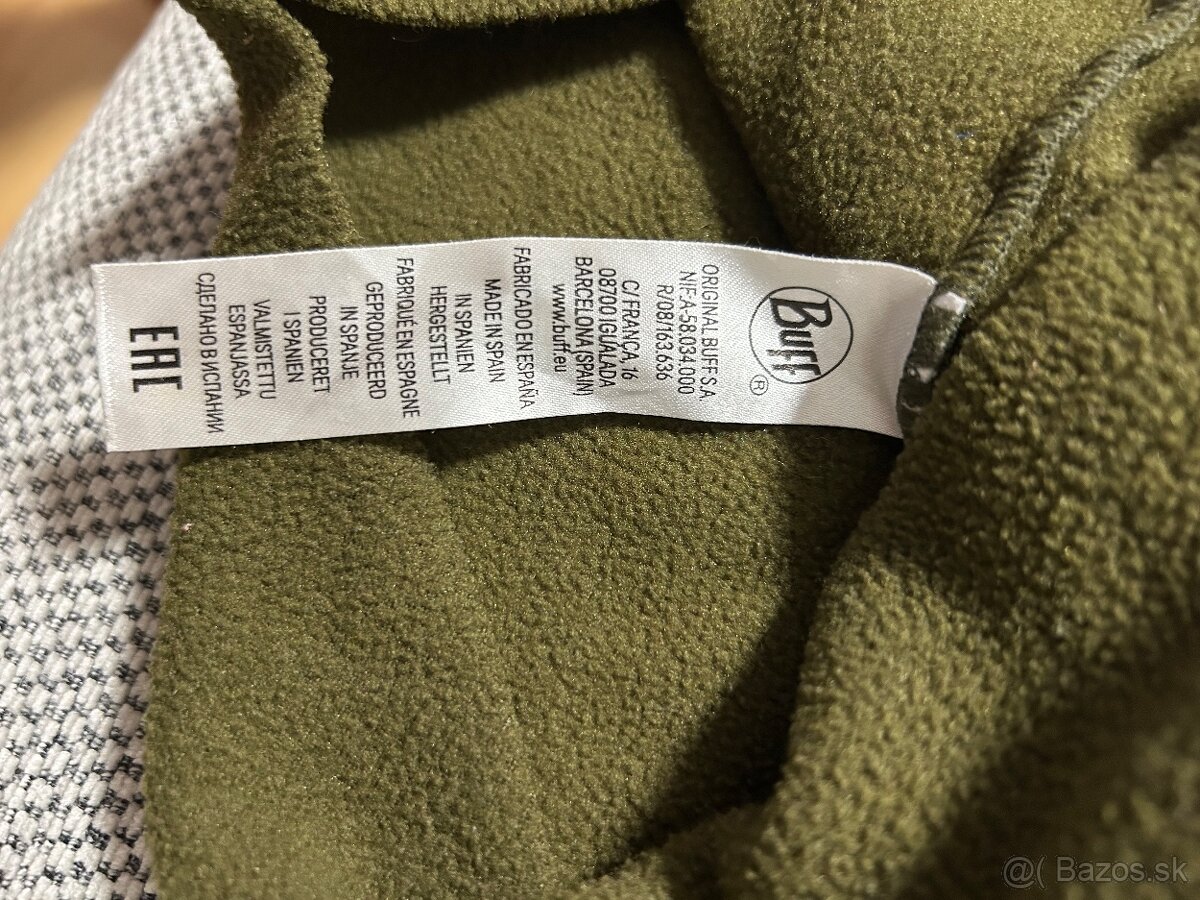 BUFF
®
ORIGINAL BUFF S.A.
NIF:A-58.034.000
R/08/163.636
C/ FRANÇA, 16
08700 IGUALADA
BARCELONA (SPAIN)
www.buff.eu
FABRICADO EN ESPAÑA
MADE IN SPAIN
HERGESTELLT
IN SPANIEN
FABRIQUÉ EN ESPAGNE
GEPRODUCEERD
IN SPANJE
PRODUCERET
I SPANIEN
VALMISTETTU
ESPANJASSA
СДЕЛАНО В ИСПАНИИ
EAC
@( Bazos.sk